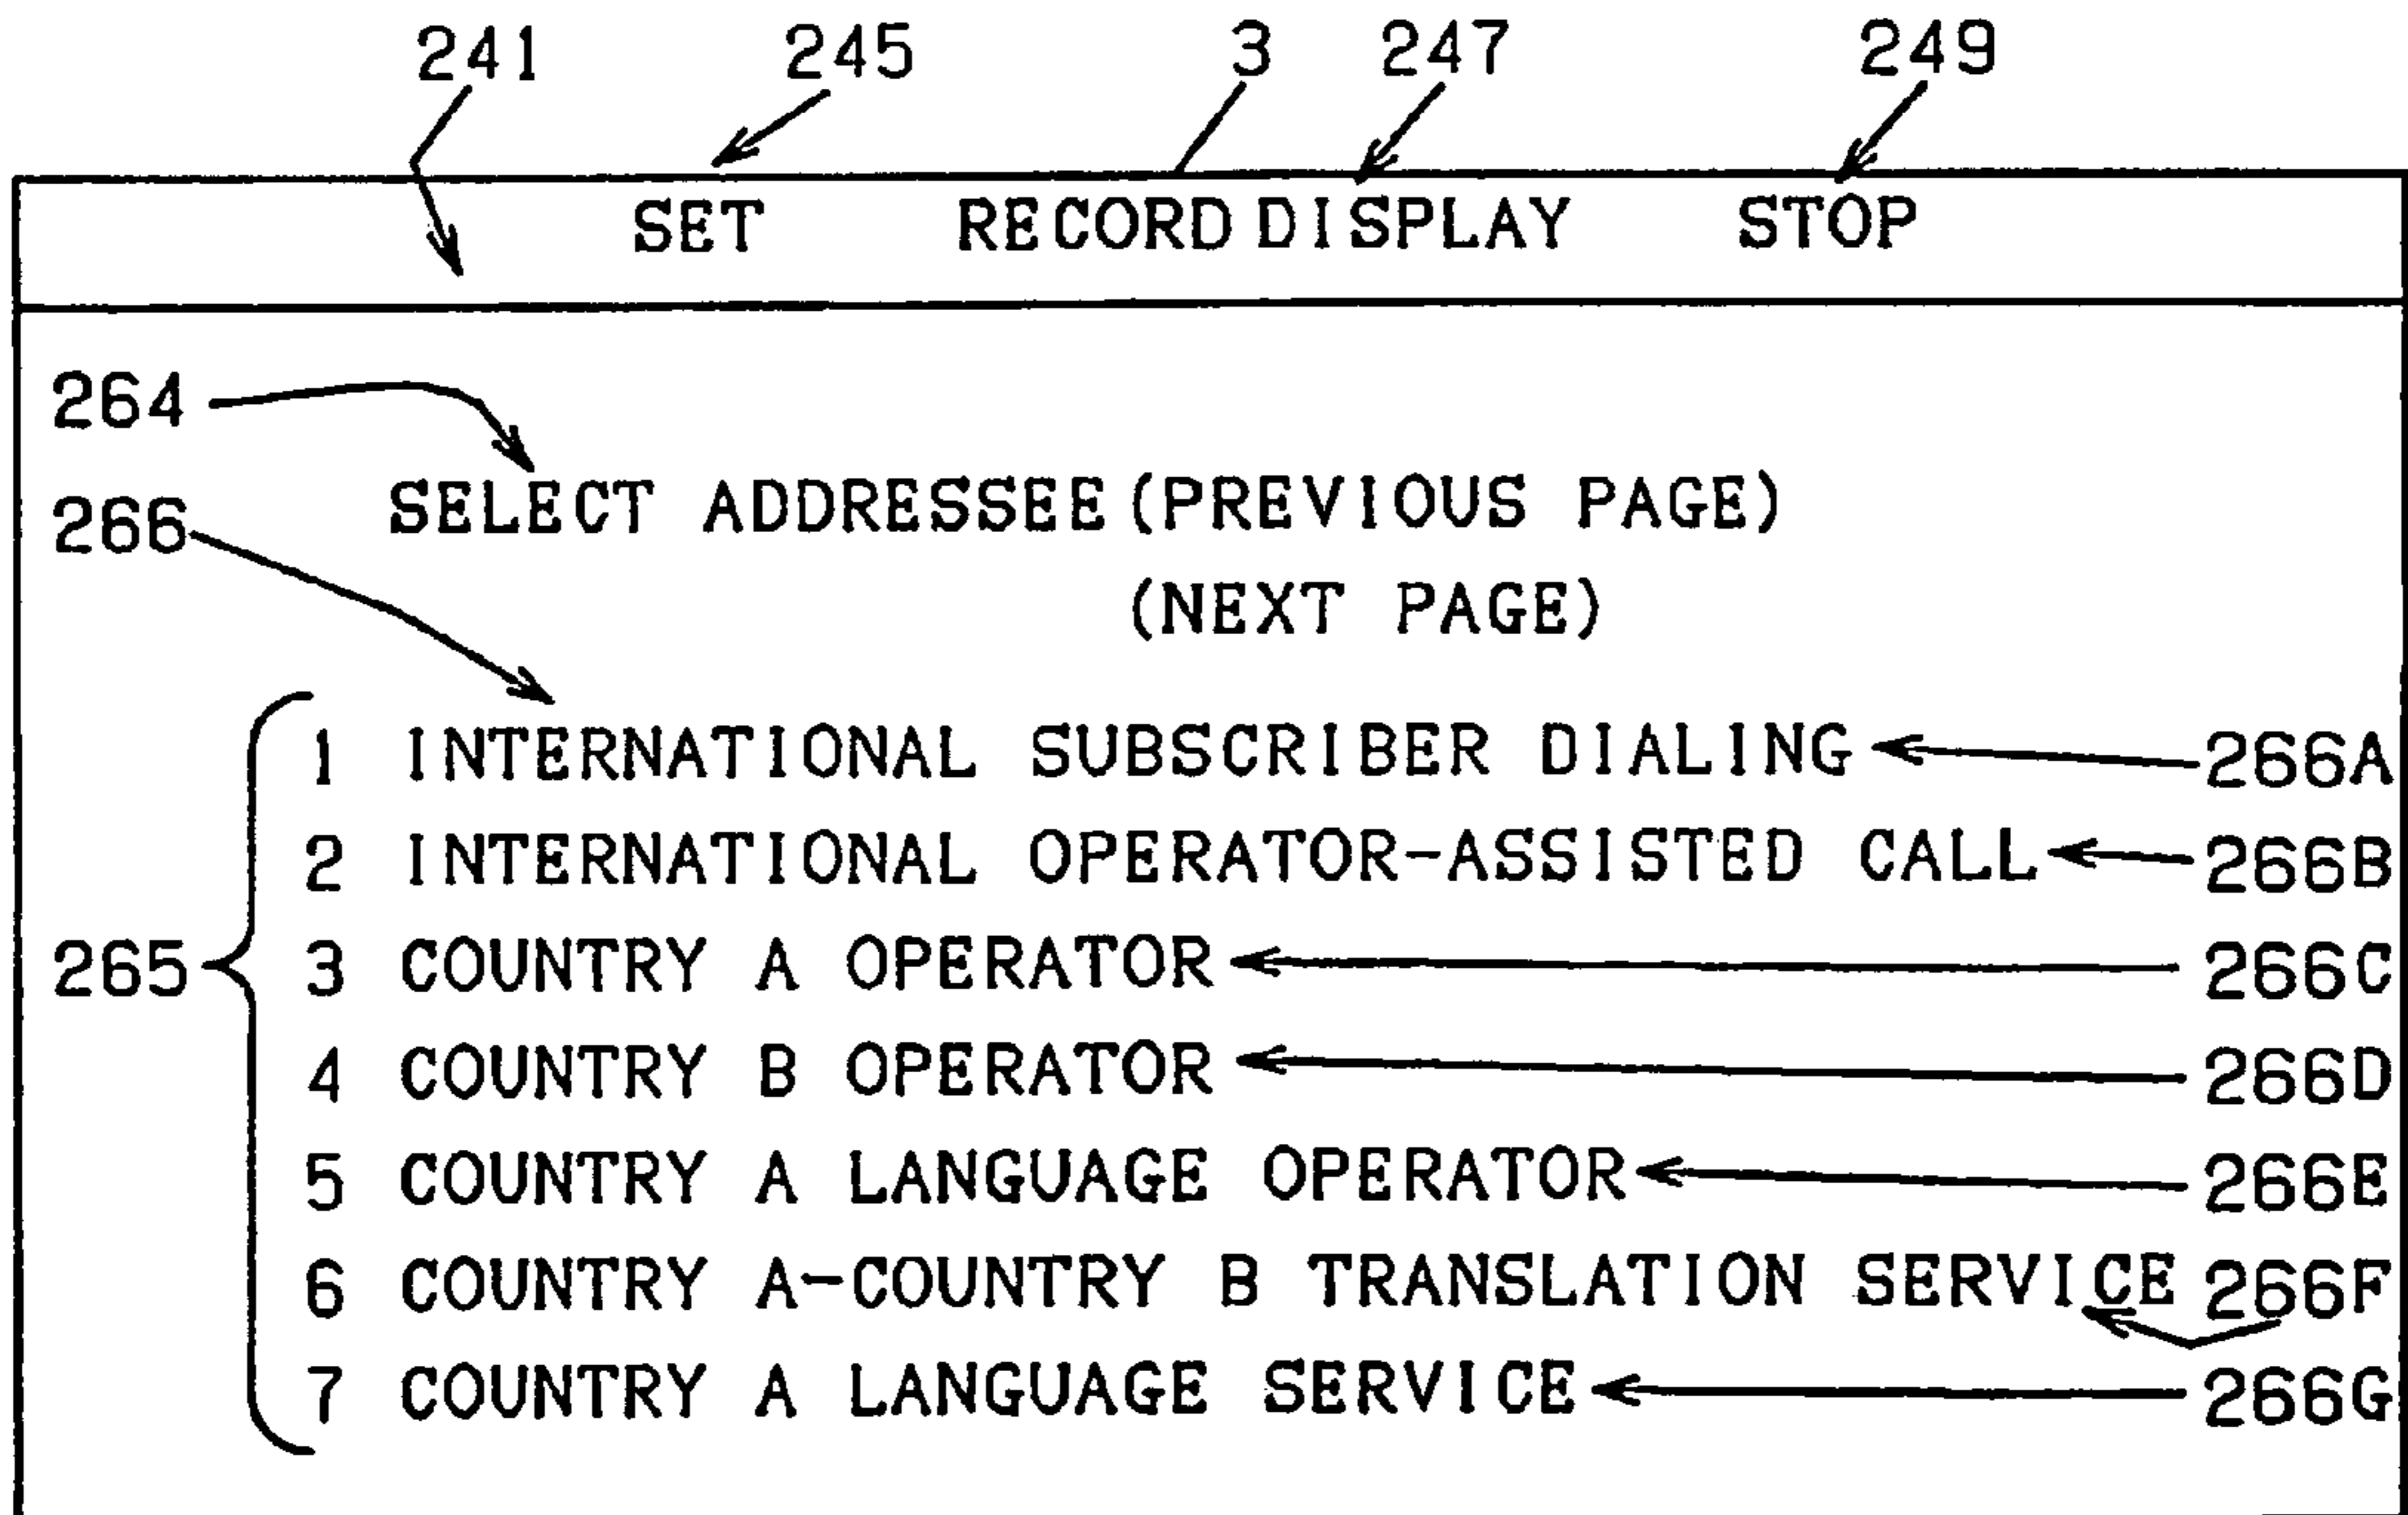 241 245 3 247 249
SET RECORD DISPLAY STOP
264
SELECT ADDRESSEE (PREVIOUS PAGE)
266
(NEXT PAGE)
1 INTERNATIONAL SUBSCRIBER DIALING 266A
2 INTERNATIONAL OPERATOR-ASSISTED CALL 266B
265 3 COUNTRY A OPERATOR 266C
4 COUNTRY B OPERATOR 266D
5 COUNTRY A LANGUAGE OPERATOR 266E
6 COUNTRY A-COUNTRY B TRANSLATION SERVICE 266F
7 COUNTRY A LANGUAGE SERVICE 266G